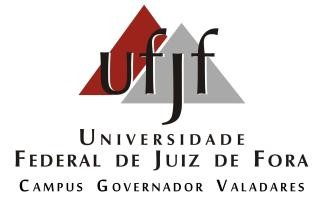 ufjf
UNIVERSIDADE
FEDERAL DE JUIZ DE FORA
CAMPUS GOVERNADOR VALADARES